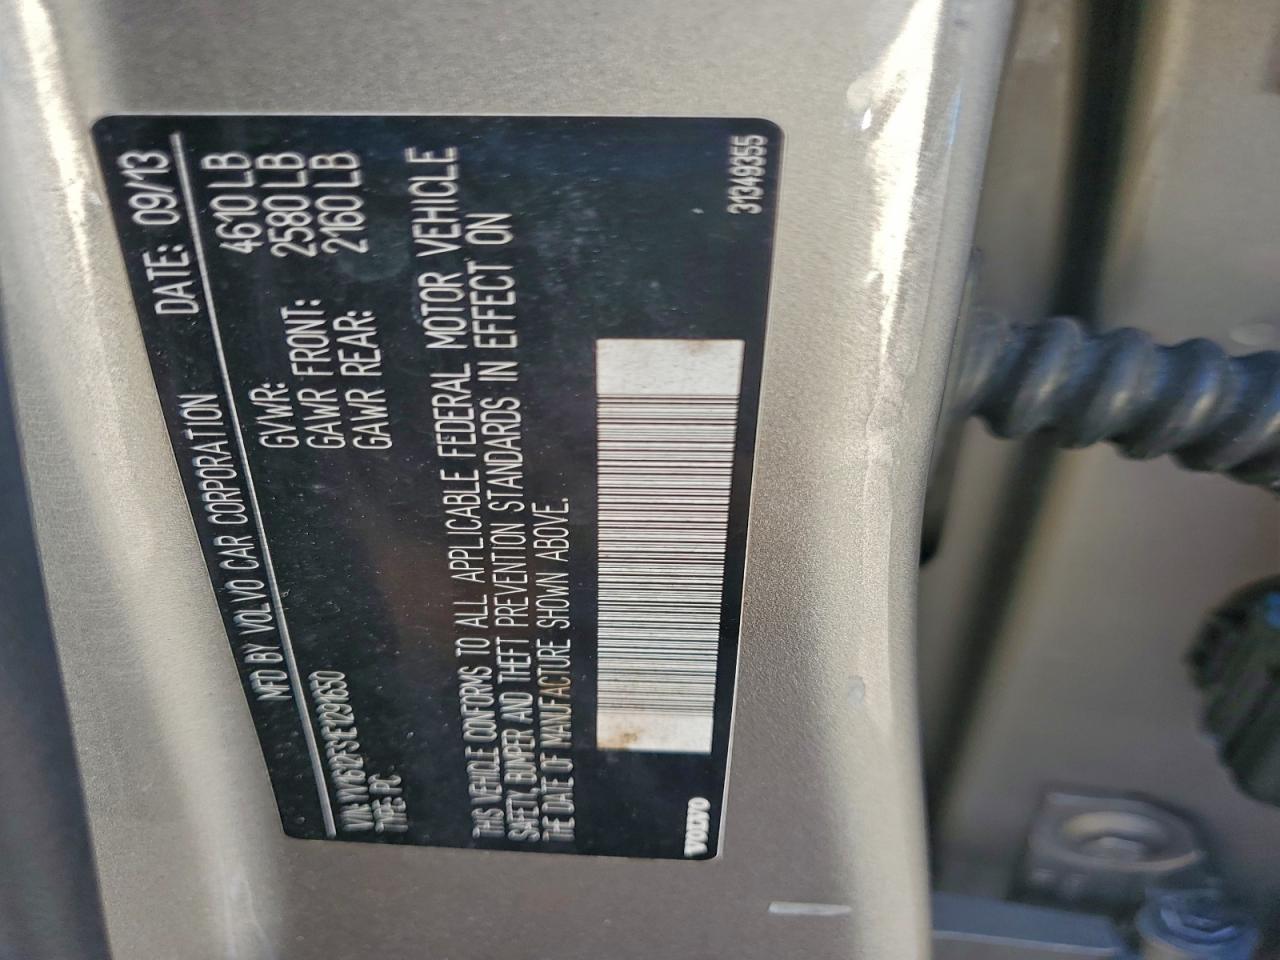 MFD BY VOLVO CAR CORPORATION DATE: 09/13
GVWR: 4610 LB
GAWR FRONT: 2580 LB
GAWR REAR: 2160 LB
VIN: YV1612FS1E1291650
TYPE: PC
THIS VEHICLE CONFORMS TO ALL APPLICABLE FEDERAL MOTOR VEHICLE
SAFETY, BUMPER AND THEFT PREVENTION STANDARDS IN EFFECT ON
THE DATE OF MANUFACTURE SHOWN ABOVE.
VOLVO 31349355